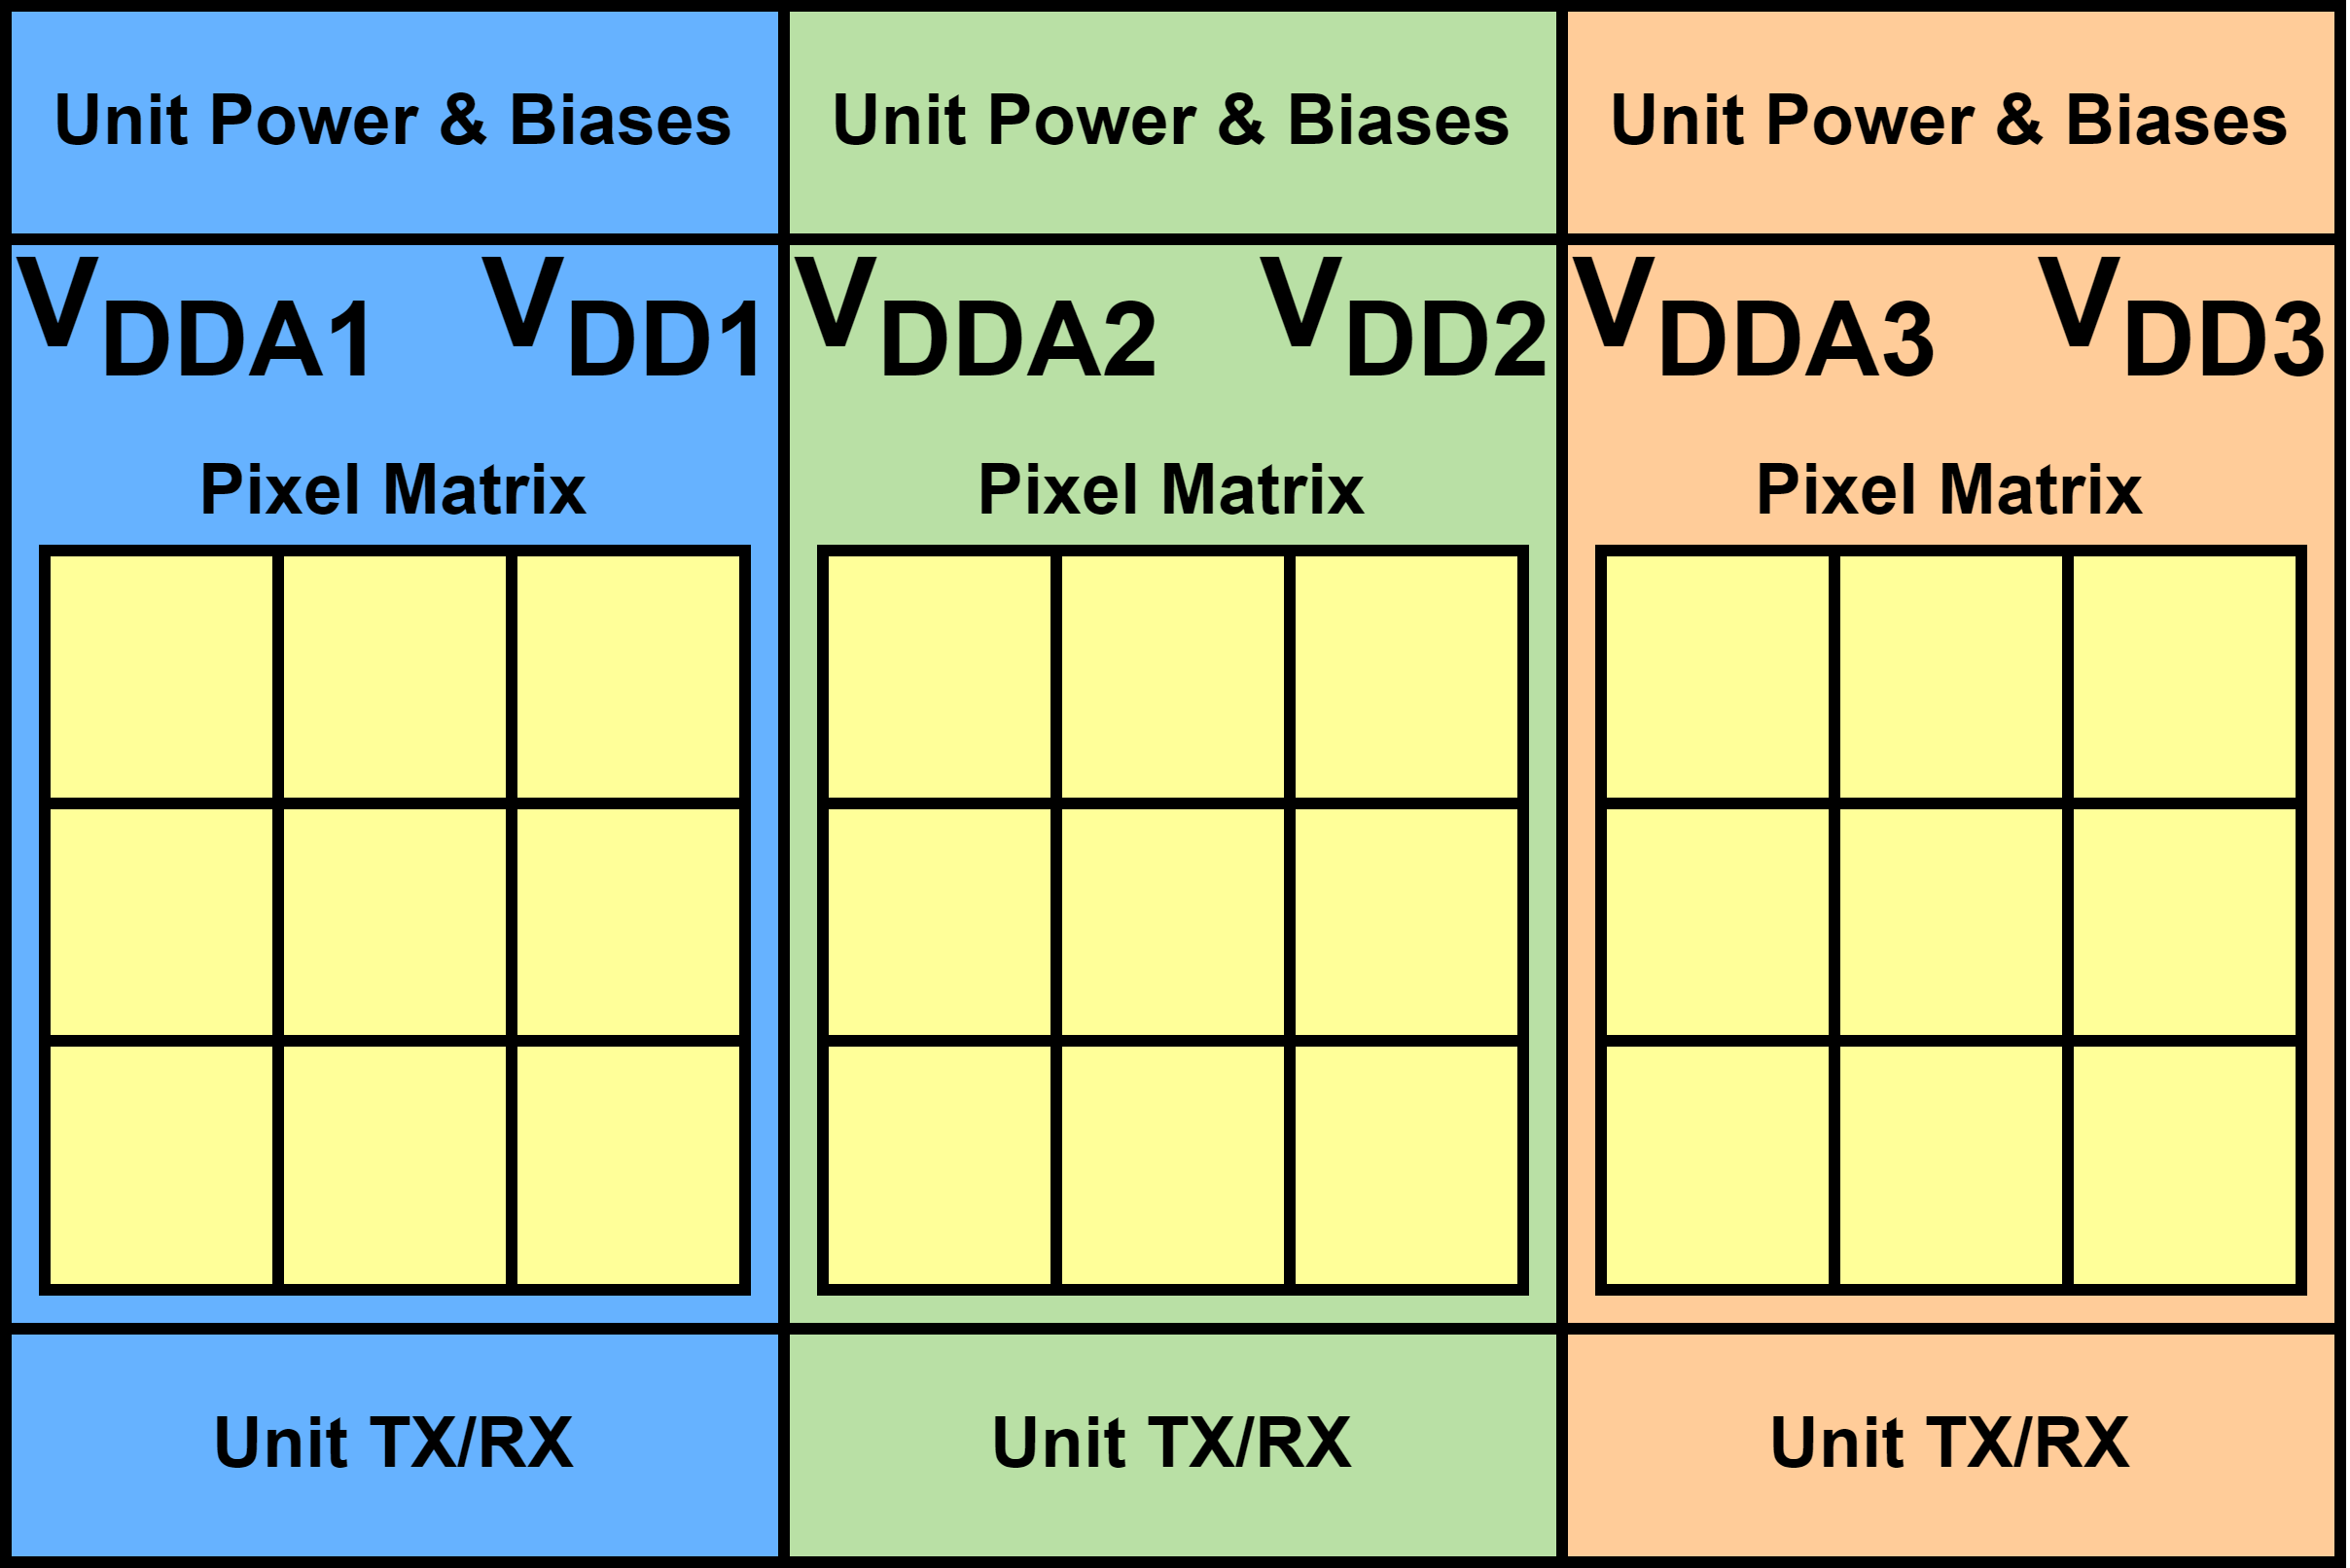 Unit Power & Biases Unit Power & Biases Unit Power & Biases
VDDA1 VDD1 VDDA2 VDD2 VDDA3 VDD3
Pixel Matrix Pixel Matrix Pixel Matrix
Unit TX/RX Unit TX/RX Unit TX/RX